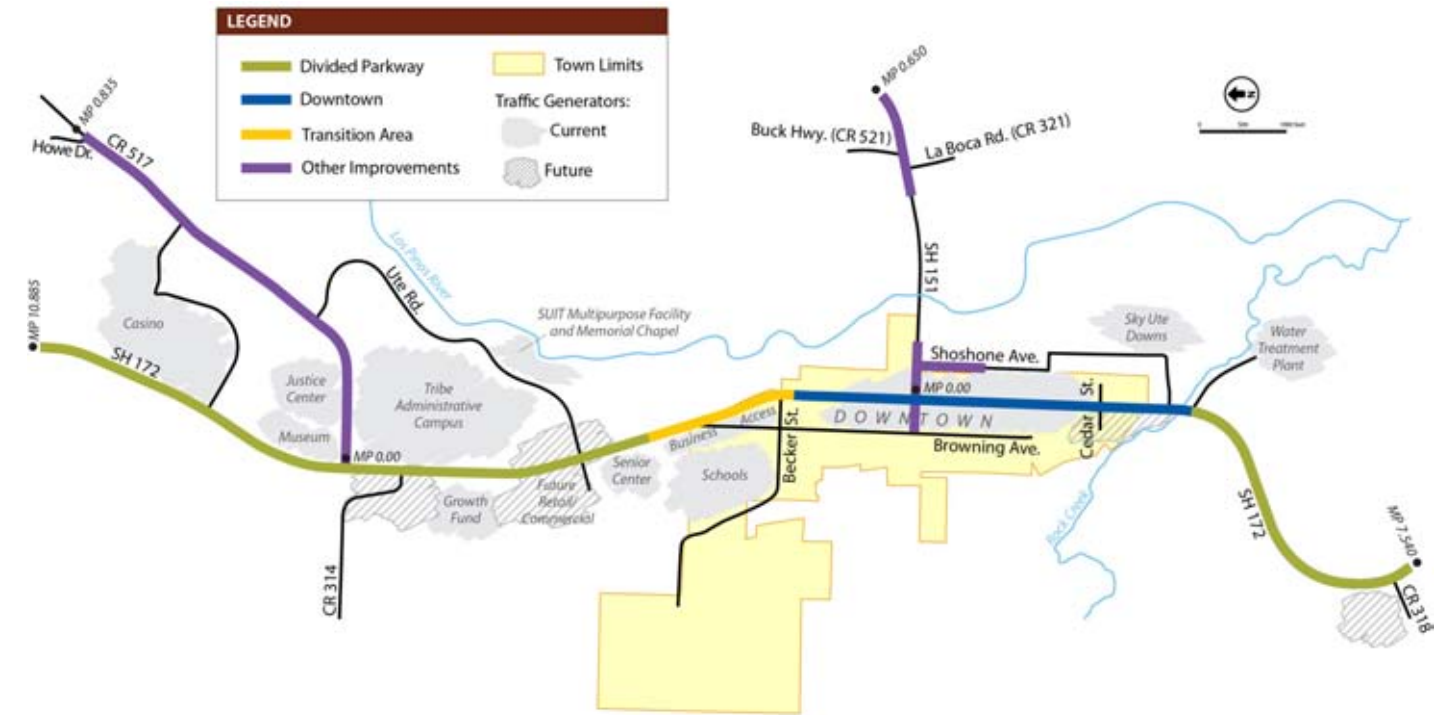 LEGEND
Divided Parkway
Downtown
Transition Area
Other Improvements
Town Limits
Traffic Generators:
Current
Future
MP 0.835
Howe Dr.
CR 517
MP 0.650
Buck Hwy. (CR 521)
La Boca Rd. (CR 321)
N
SH 151
Los Pinos River
Ute Rd.
SUIT Multipurpose Facility
and Memorial Chapel
MP 10.885
Casino
SH 172
Justice
Center
Museum
Tribe
Administrative
Campus
MP 0.00
CR 314
Growth
Fund
Future
Retail/
Commercial
Senior
Center
Business Access
Schools
Becker St.
DOWNTOWN
MP 0.00
Shoshone Ave.
Browning Ave.
Cedar St.
Sky Ute
Downs
Water
Treatment
Plant
Rock Creek
SH 172
MP 7.540
CR 318